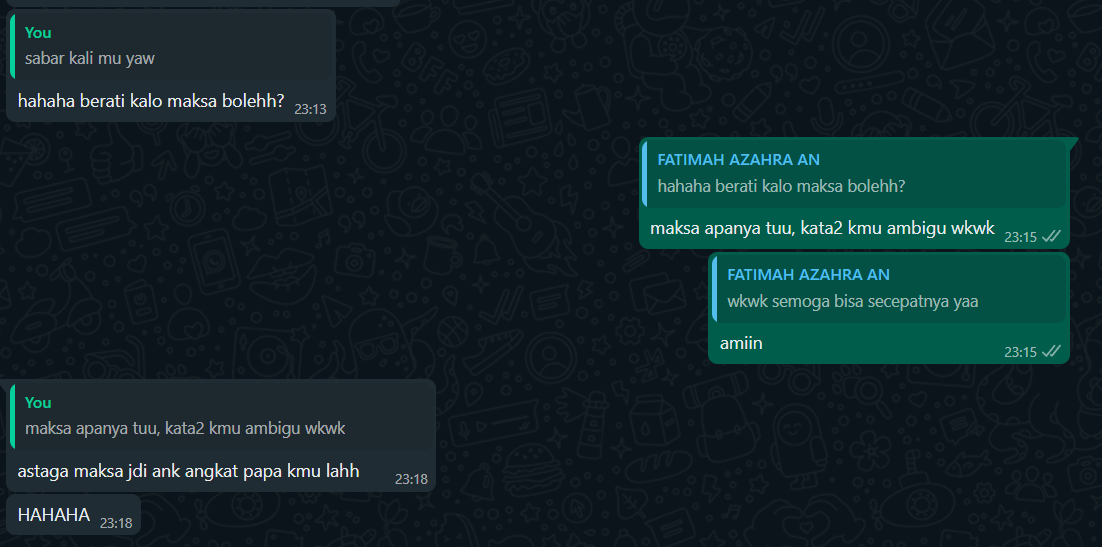 You
sabar kali mu yaw
hahaha berati kalo maksa bolehh?
23:13
FATIMAH AZAHRA AN
hahaha berati kalo maksa bolehh?
maksa apanya tuu, kata2 kmu ambigu wkwk
23:15
FATIMAH AZAHRA AN
wkwk semoga bisa secepatnya yaa
amiin
23:15
You
maksa apanya tuu, kata2 kmu ambigu wkwk
astaga maksa jdi ank angkat papa kmu lahh
23:18
HAHAHA
23:18